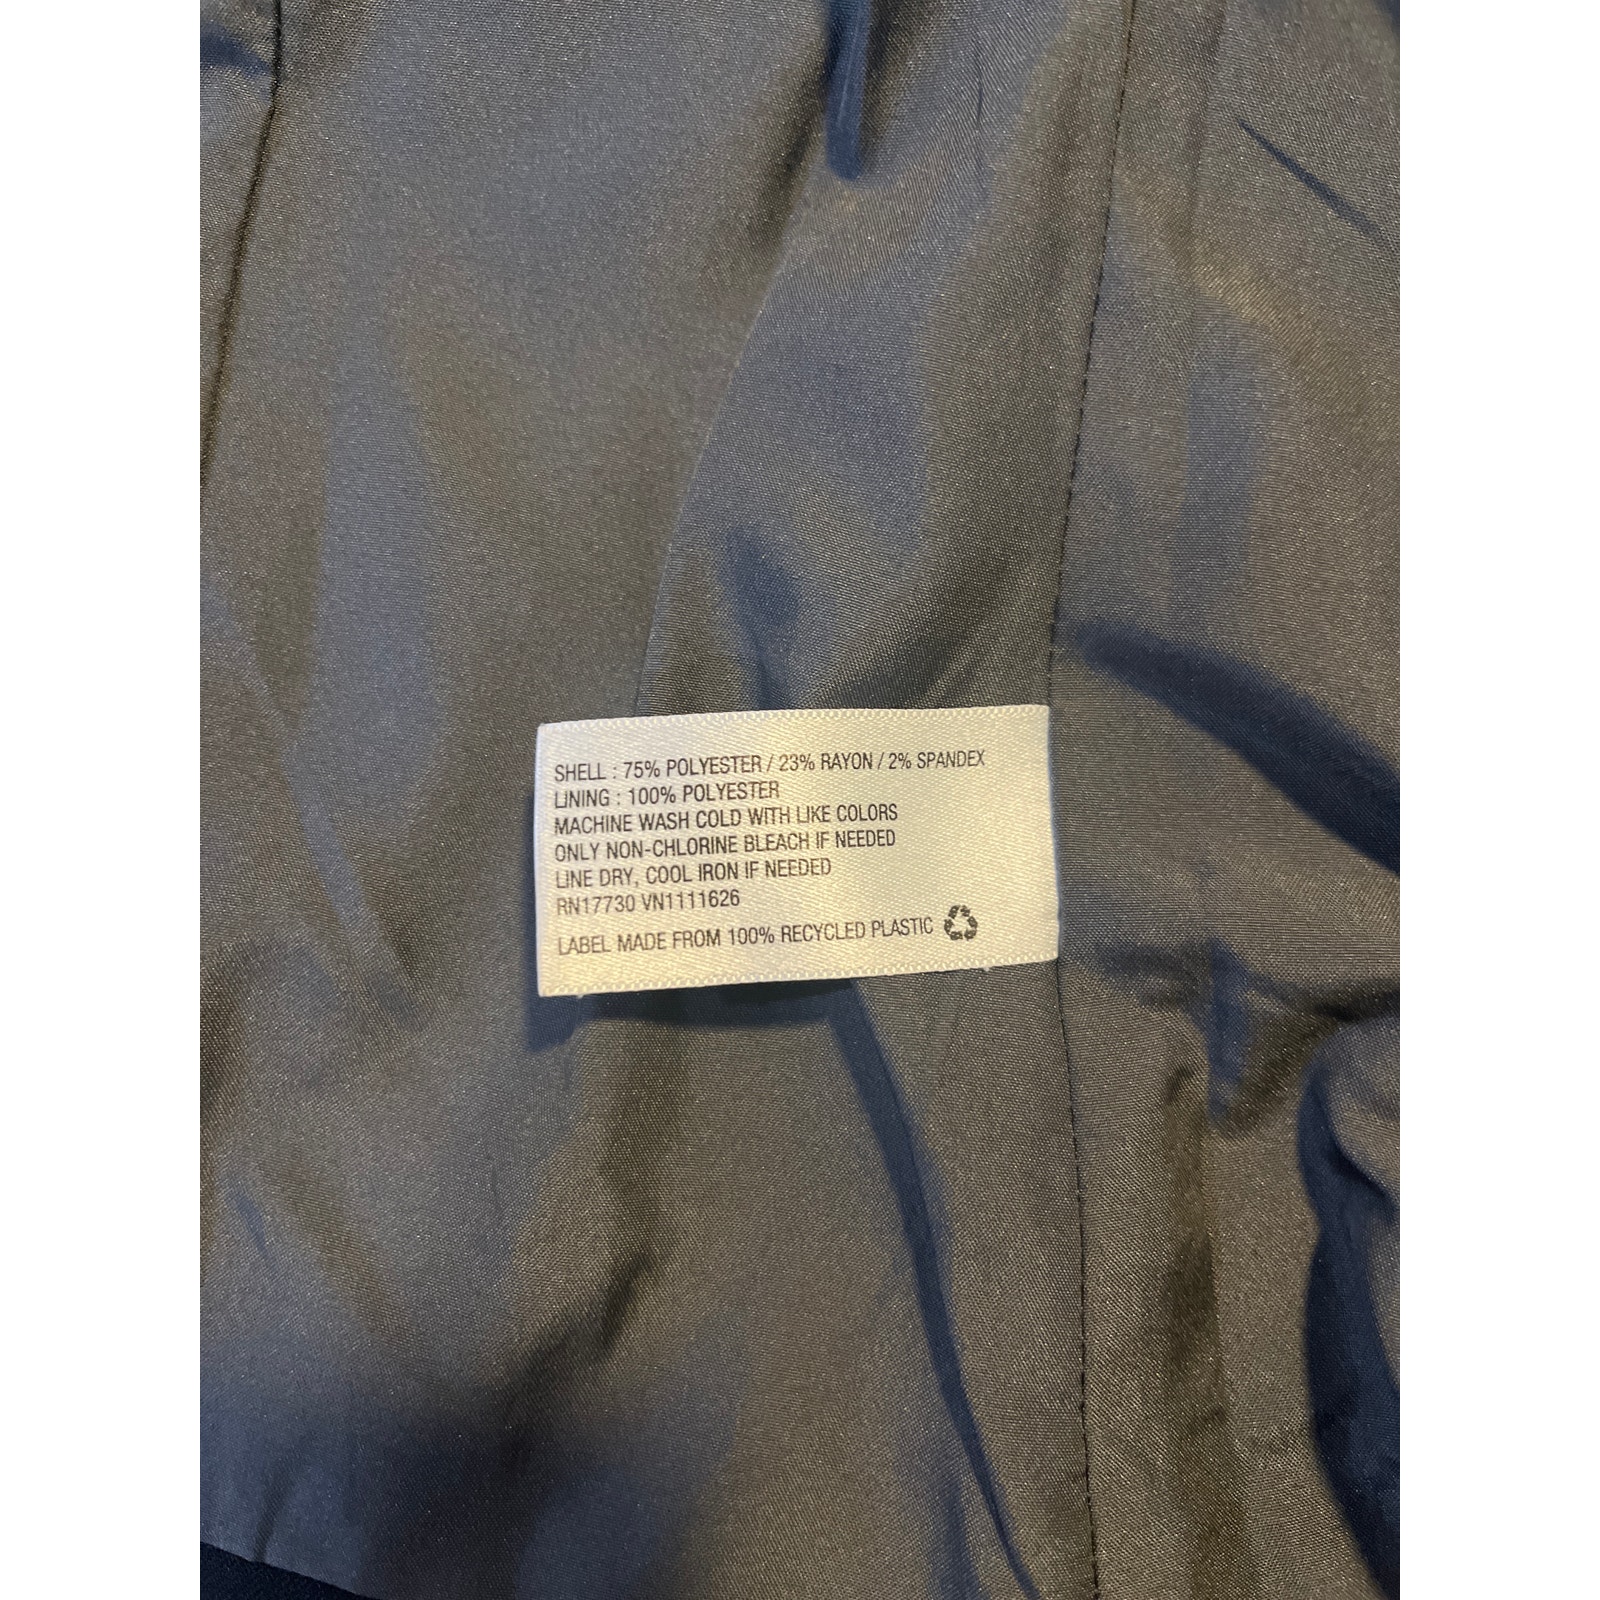 SHELL : 75% POLYESTER / 23% RAYON / 2% SPANDEX
LINING : 100% POLYESTER
MACHINE WASH COLD WITH LIKE COLORS
ONLY NON-CHLORINE BLEACH IF NEEDED
LINE DRY, COOL IRON IF NEEDED
RN17730 VN1111626
LABEL MADE FROM 100% RECYCLED PLASTIC